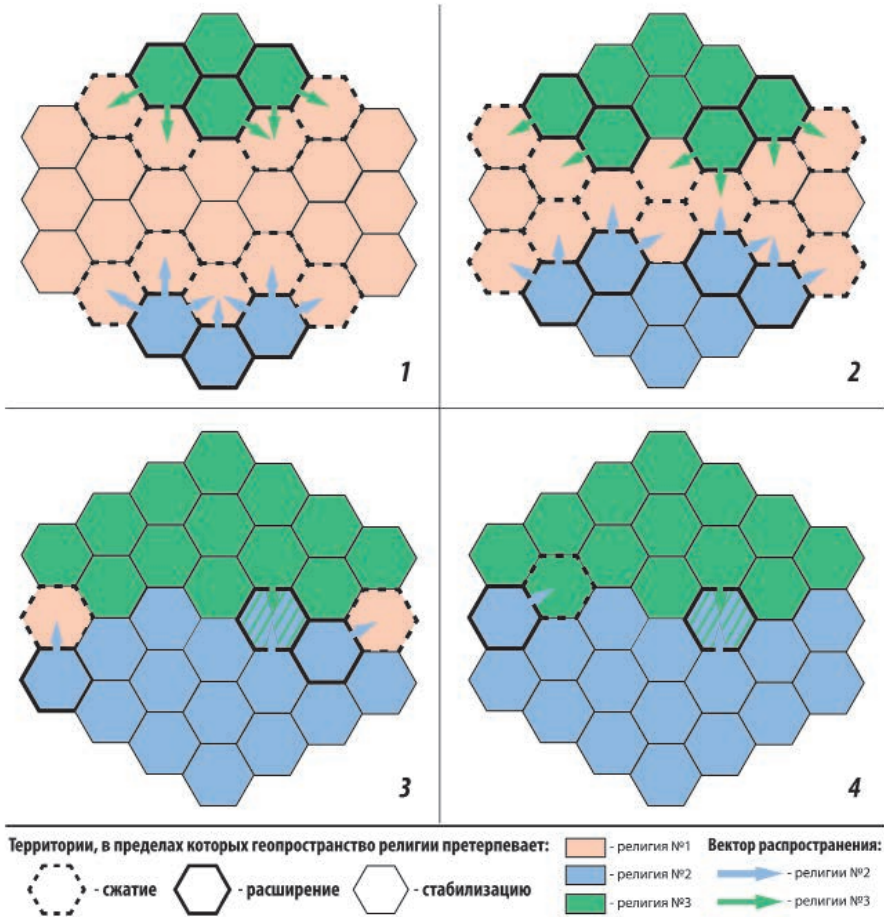 1
2
3
4
Территории, в пределах которых геопространство религии претерпевает:
- сжатие
- расширение
- стабилизацию
- религия №1
- религия №2
- религия №3
Вектор распространения:
- религии №2
- религии №3